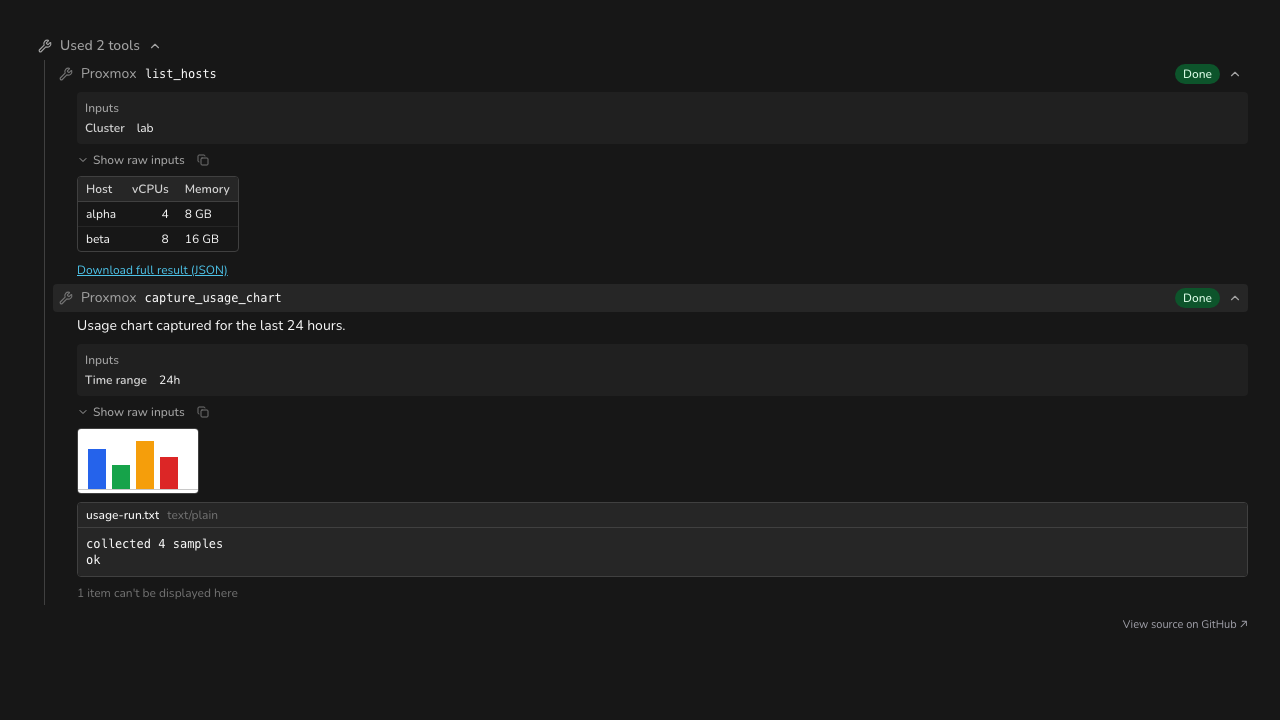 Used 2 tools
Proxmox list_hosts Done
Inputs
Cluster lab
Show raw inputs
Host vCPUs Memory
alpha 4 8 GB
beta 8 16 GB
Download full result (JSON)
Proxmox capture_usage_chart Done
Usage chart captured for the last 24 hours.
Inputs
Time range 24h
Show raw inputs
usage-run.txt text/plain
collected 4 samples
ok
1 item can't be displayed here
View source on GitHub ↗